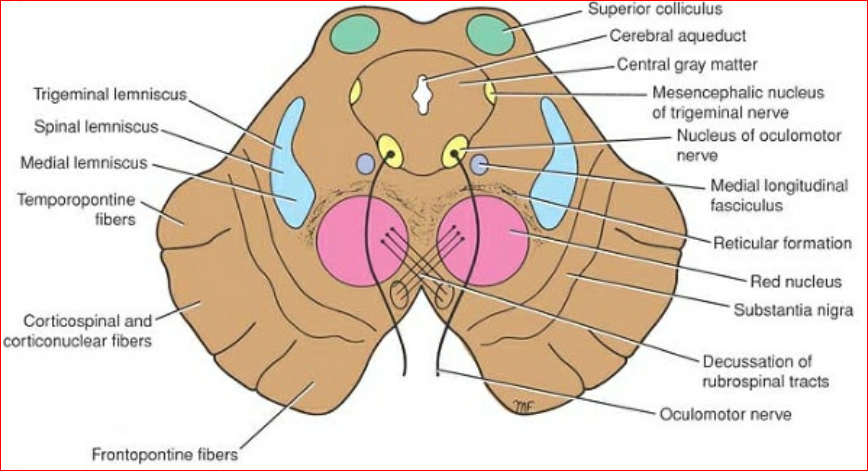 Superior colliculus
Cerebral aqueduct
Central gray matter
Mesencephalic nucleus
of trigeminal nerve
Nucleus of oculomotor
nerve
Medial longitudinal
fasciculus
Reticular formation
Red nucleus
Substantia nigra
Decussation of
rubrospinal tracts
Oculomotor nerve
Trigeminal lemniscus
Spinal lemniscus
Medial lemniscus
Temporopontine
fibers
Corticospinal and
corticonuclear fibers
Frontopontine fibers
MF